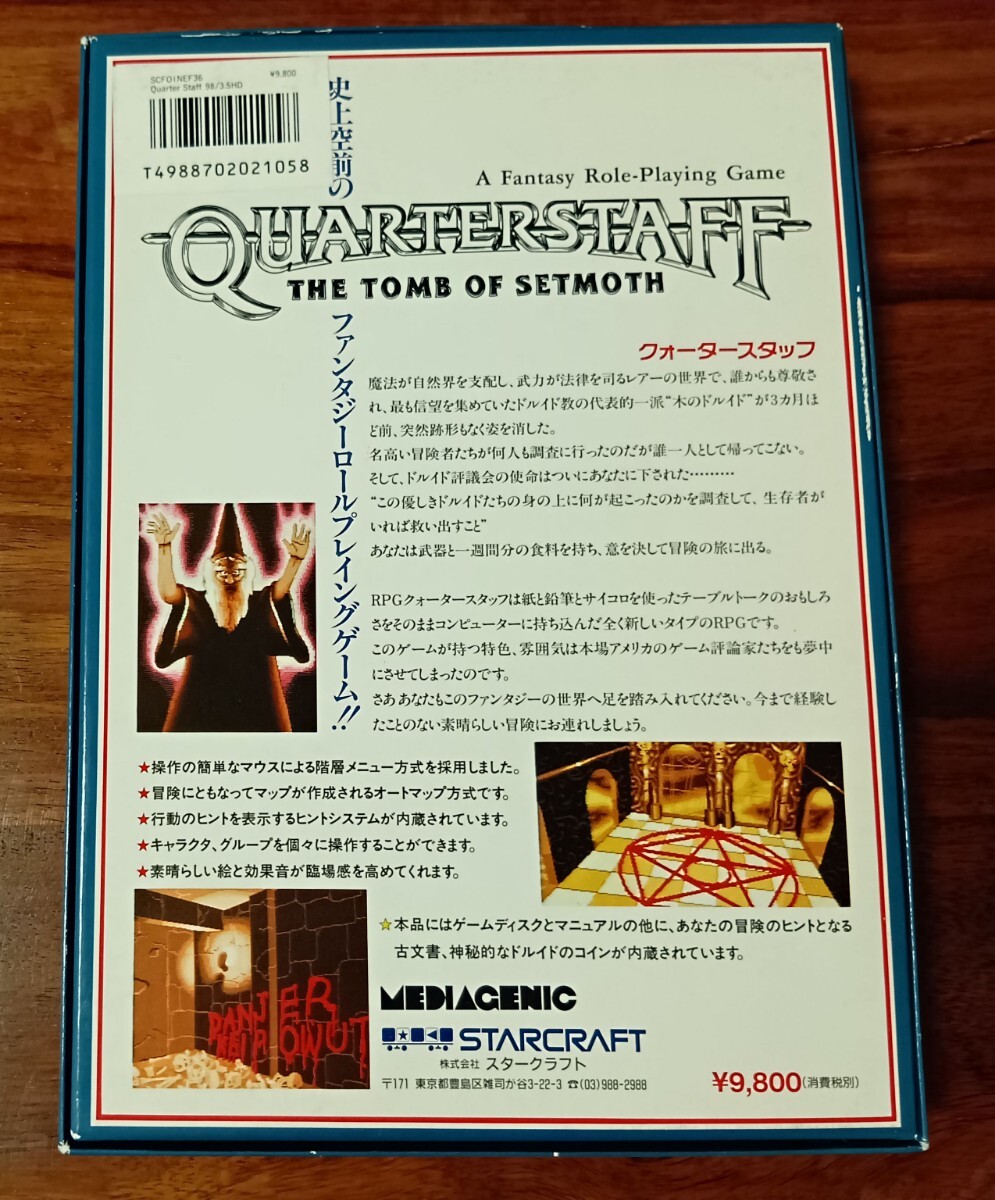 SCF01NEF36 ¥9,800
Quarter Staff 98/3.5HD
T4988702021058
史上空前の
ファンタジーロールプレイングゲーム!!
A Fantasy Role-Playing Game
QUARTERSTAFF
THE TOMB OF SETMOTH
クォータースタッフ
魔法が自然界を支配し、武力が法律を司るレアーの世界で、誰からも尊敬さ
れ、最も信望を集めていたドルイド教の代表的一派“木のドルイド”が3カ月ほ
ど前、突然跡形もなく姿を消した。
名高い冒険者たちが何人も調査に行ったのだが誰一人として帰ってこない。
そして、ドルイド評議会の使命はついにあなたに下された………
“この優しきドルイドたちの身の上に何が起こったのかを調査して、生存者が
いれば救い出すこと”
あなたは武器と一週間分の食料を持ち、意を決して冒険の旅に出る。
RPGクォータースタッフは紙と鉛筆とサイコロを使ったテーブルトークのおもしろ
さをそのままコンピューターに持ち込んだ全く新しいタイプのRPGです。
このゲームが持つ特色、雰囲気は本場アメリカのゲーム評論家たちをも夢中
にさせてしまったのです。
さああなたもこのファンタジーの世界へ足を踏み入れてください。今まで経験し
たことのない素晴らしい冒険にお連れしましょう。
★操作の簡単なマウスによる階層メニュー方式を採用しました。
★冒険にともなってマップが作成されるオートマップ方式です。
★行動のヒントを表示するヒントシステムが内蔵されています。
★キャラクタ、グループを個々に操作することができます。
★素晴らしい絵と効果音が臨場感を高めてくれます。
★本品にはゲームディスクとマニュアルの他に、あなたの冒険のヒントとなる
古文書、神秘的なドルイドのコインが内蔵されています。
MEDIAGENIC
STARCRAFT
株式会社 スタークラフト
〒171 東京都豊島区雑司が谷3-22-3 ☎(03)988-2988
¥9,800(消費税別)